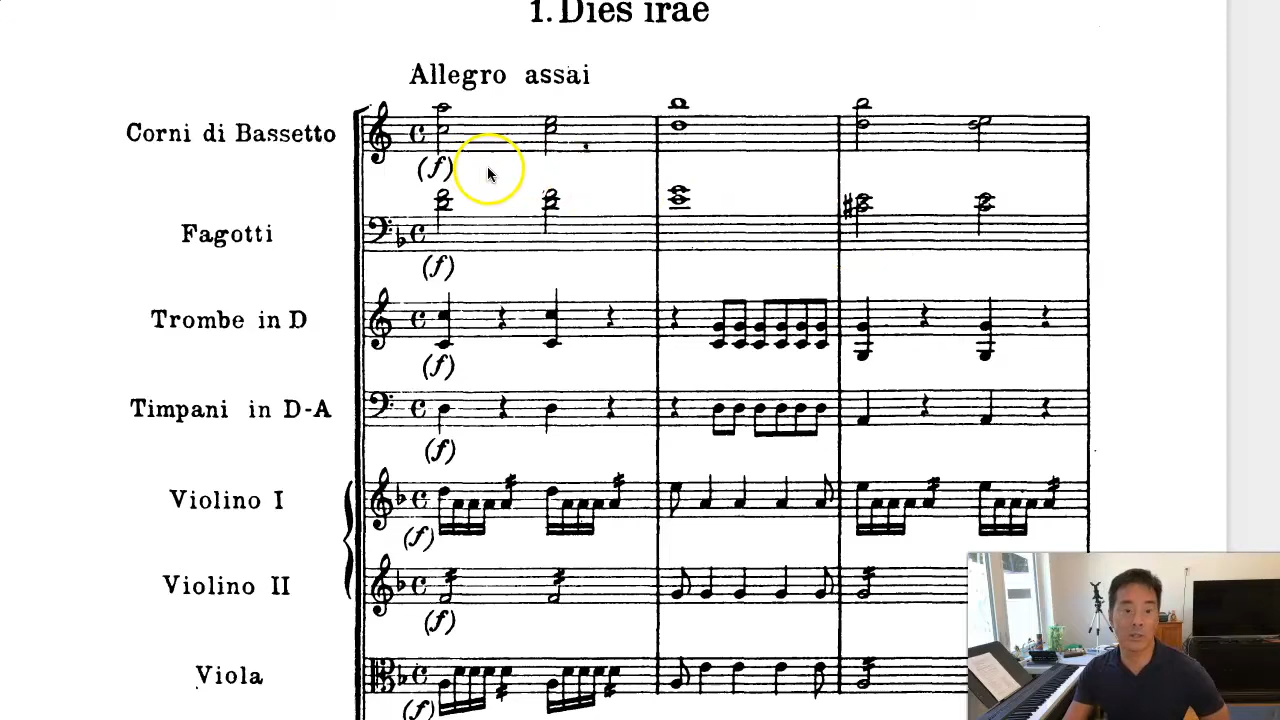 1. Dies irae
Allegro assai
Corni di Bassetto
(f)
Fagotti
(f)
Trombe in D
(f)
Timpani in D-A
(f)
Violino I
(f)
Violino II
(f)
Viola
(f)